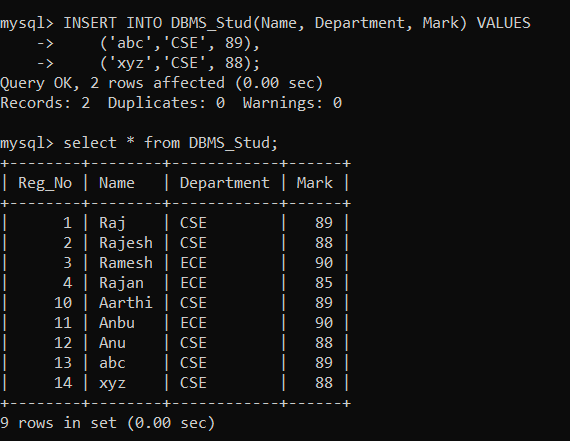 mysql> INSERT INTO DBMS_Stud(Name, Department, Mark) VALUES
    ->     ('abc','CSE', 89),
    ->     ('xyz','CSE', 88);
Query OK, 2 rows affected (0.00 sec)
Records: 2  Duplicates: 0  Warnings: 0

mysql> select * from DBMS_Stud;
+--------+--------+------------+------+
| Reg_No | Name   | Department | Mark |
+--------+--------+------------+------+
|      1 | Raj    | CSE        |   89 |
|      2 | Rajesh | CSE        |   88 |
|      3 | Ramesh | ECE        |   90 |
|      4 | Rajan  | ECE        |   85 |
|     10 | Aarthi | CSE        |   89 |
|     11 | Anbu   | ECE        |   90 |
|     12 | Anu    | CSE        |   88 |
|     13 | abc    | CSE        |   89 |
|     14 | xyz    | CSE        |   88 |
+--------+--------+------------+------+
9 rows in set (0.00 sec)